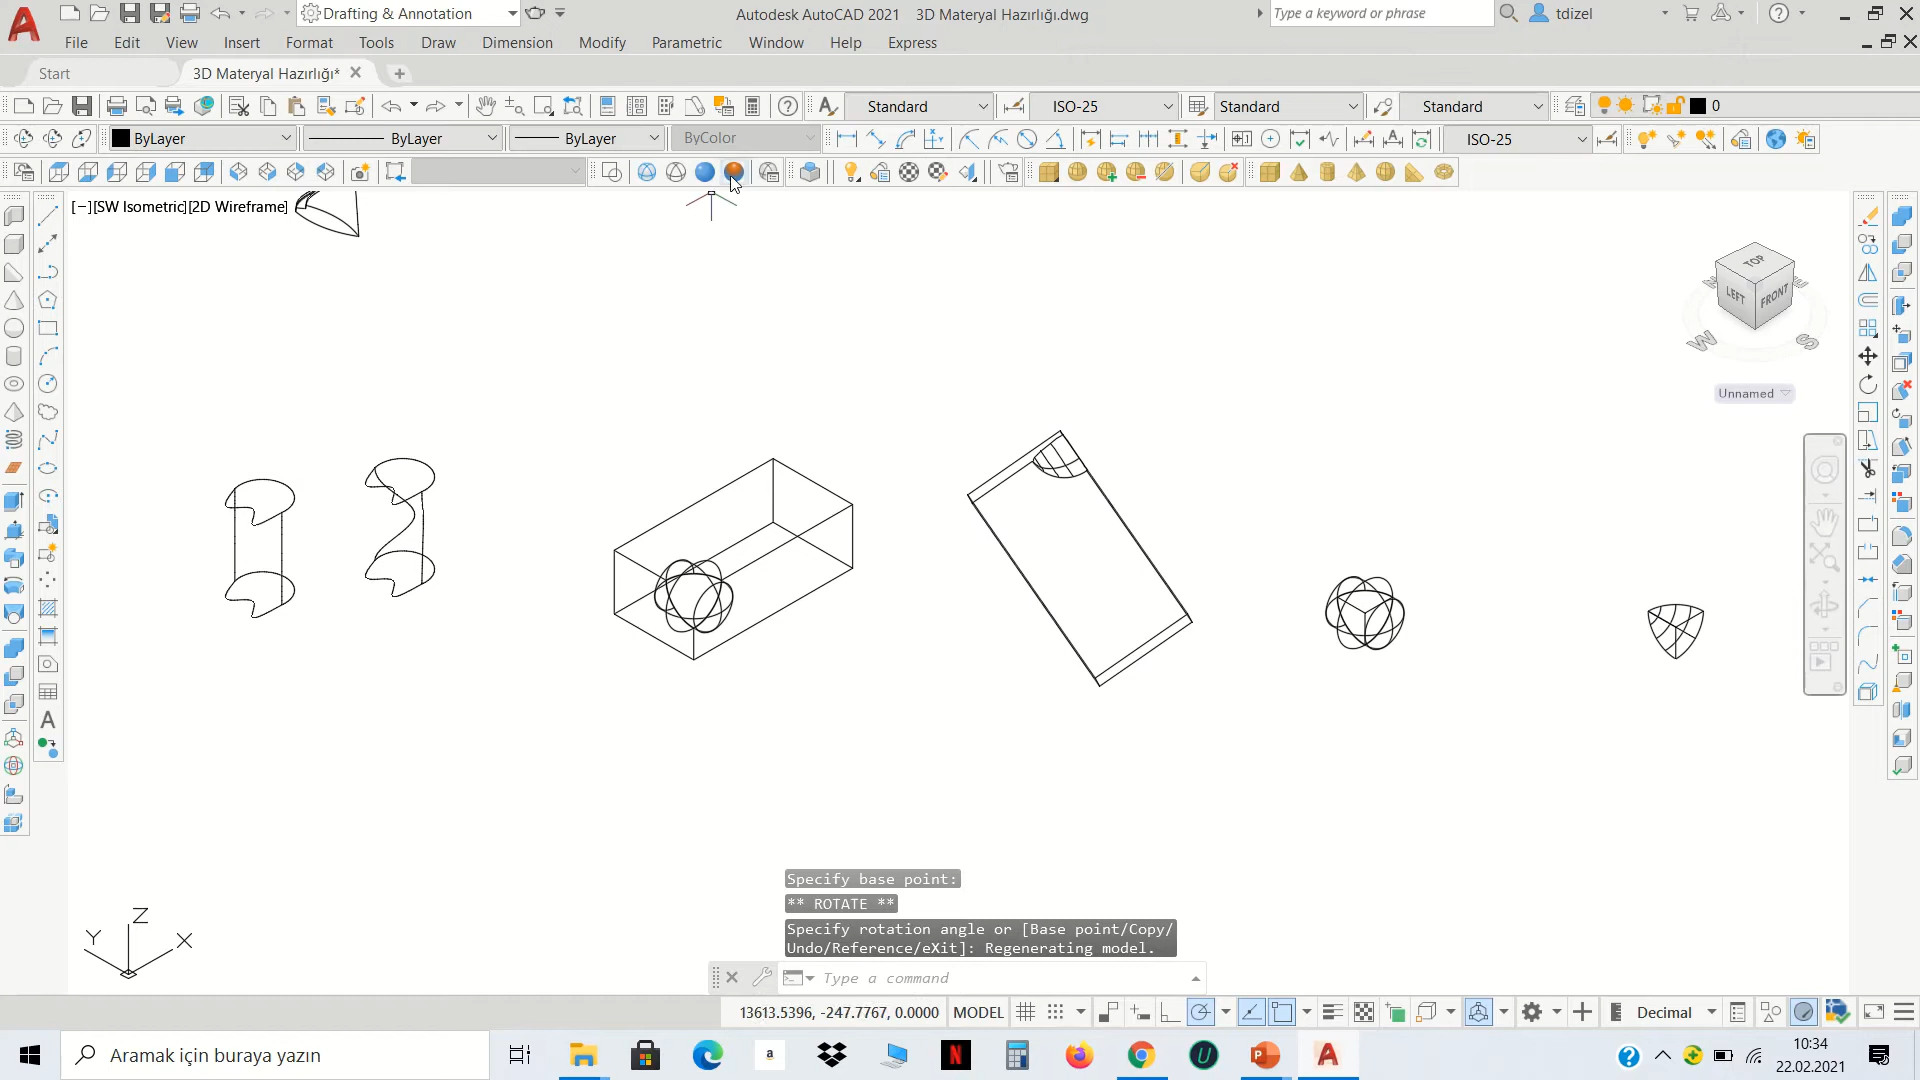 Drafting & Annotation
Autodesk AutoCAD 2021   3D Materyal Hazırlığı.dwg
Type a keyword or phrase
tdizel
File Edit View Insert Format Tools Draw Dimension Modify Parametric Window Help Express
Start
3D Materyal Hazırlığı*
Standard ISO-25 Standard Standard 0
ByLayer ByLayer ByLayer ByColor ISO-25
[−][SW Isometric][2D Wireframe]
TOP
LEFT FRONT
W S
Unnamed
Specify base point:
** ROTATE **
Specify rotation angle or [Base point/Copy/
Undo/Reference/eXit]: Regenerating model.
Z
Y X
Type a command
13613.5396, -247.7767, 0.0000 MODEL Decimal
Aramak için buraya yazın
10:34
22.02.2021